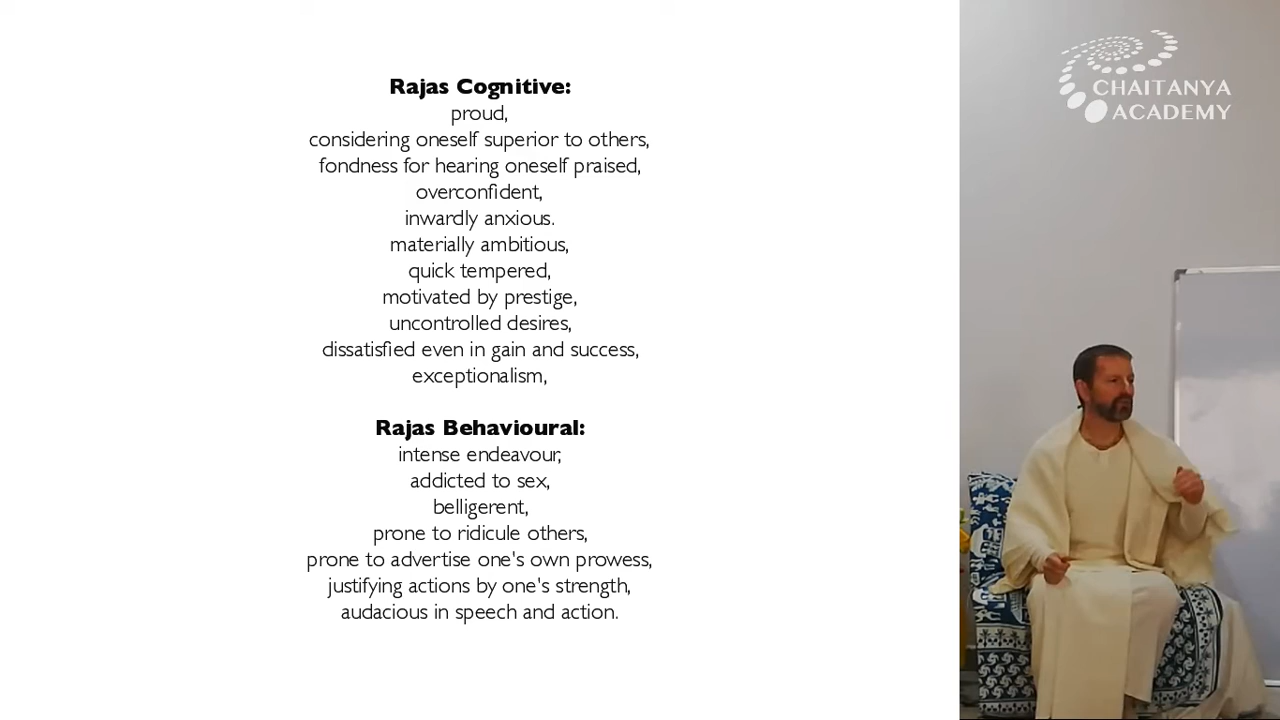 Rajas Cognitive:
proud,
considering oneself superior to others,
fondness for hearing oneself praised,
overconfident,
inwardly anxious.
materially ambitious,
quick tempered,
motivated by prestige,
uncontrolled desires,
dissatisfied even in gain and success,
exceptionalism,
Rajas Behavioural:
intense endeavour,
addicted to sex,
belligerent,
prone to ridicule others,
prone to advertise one's own prowess,
justifying actions by one's strength,
audacious in speech and action.
CHAITANYA
ACADEMY